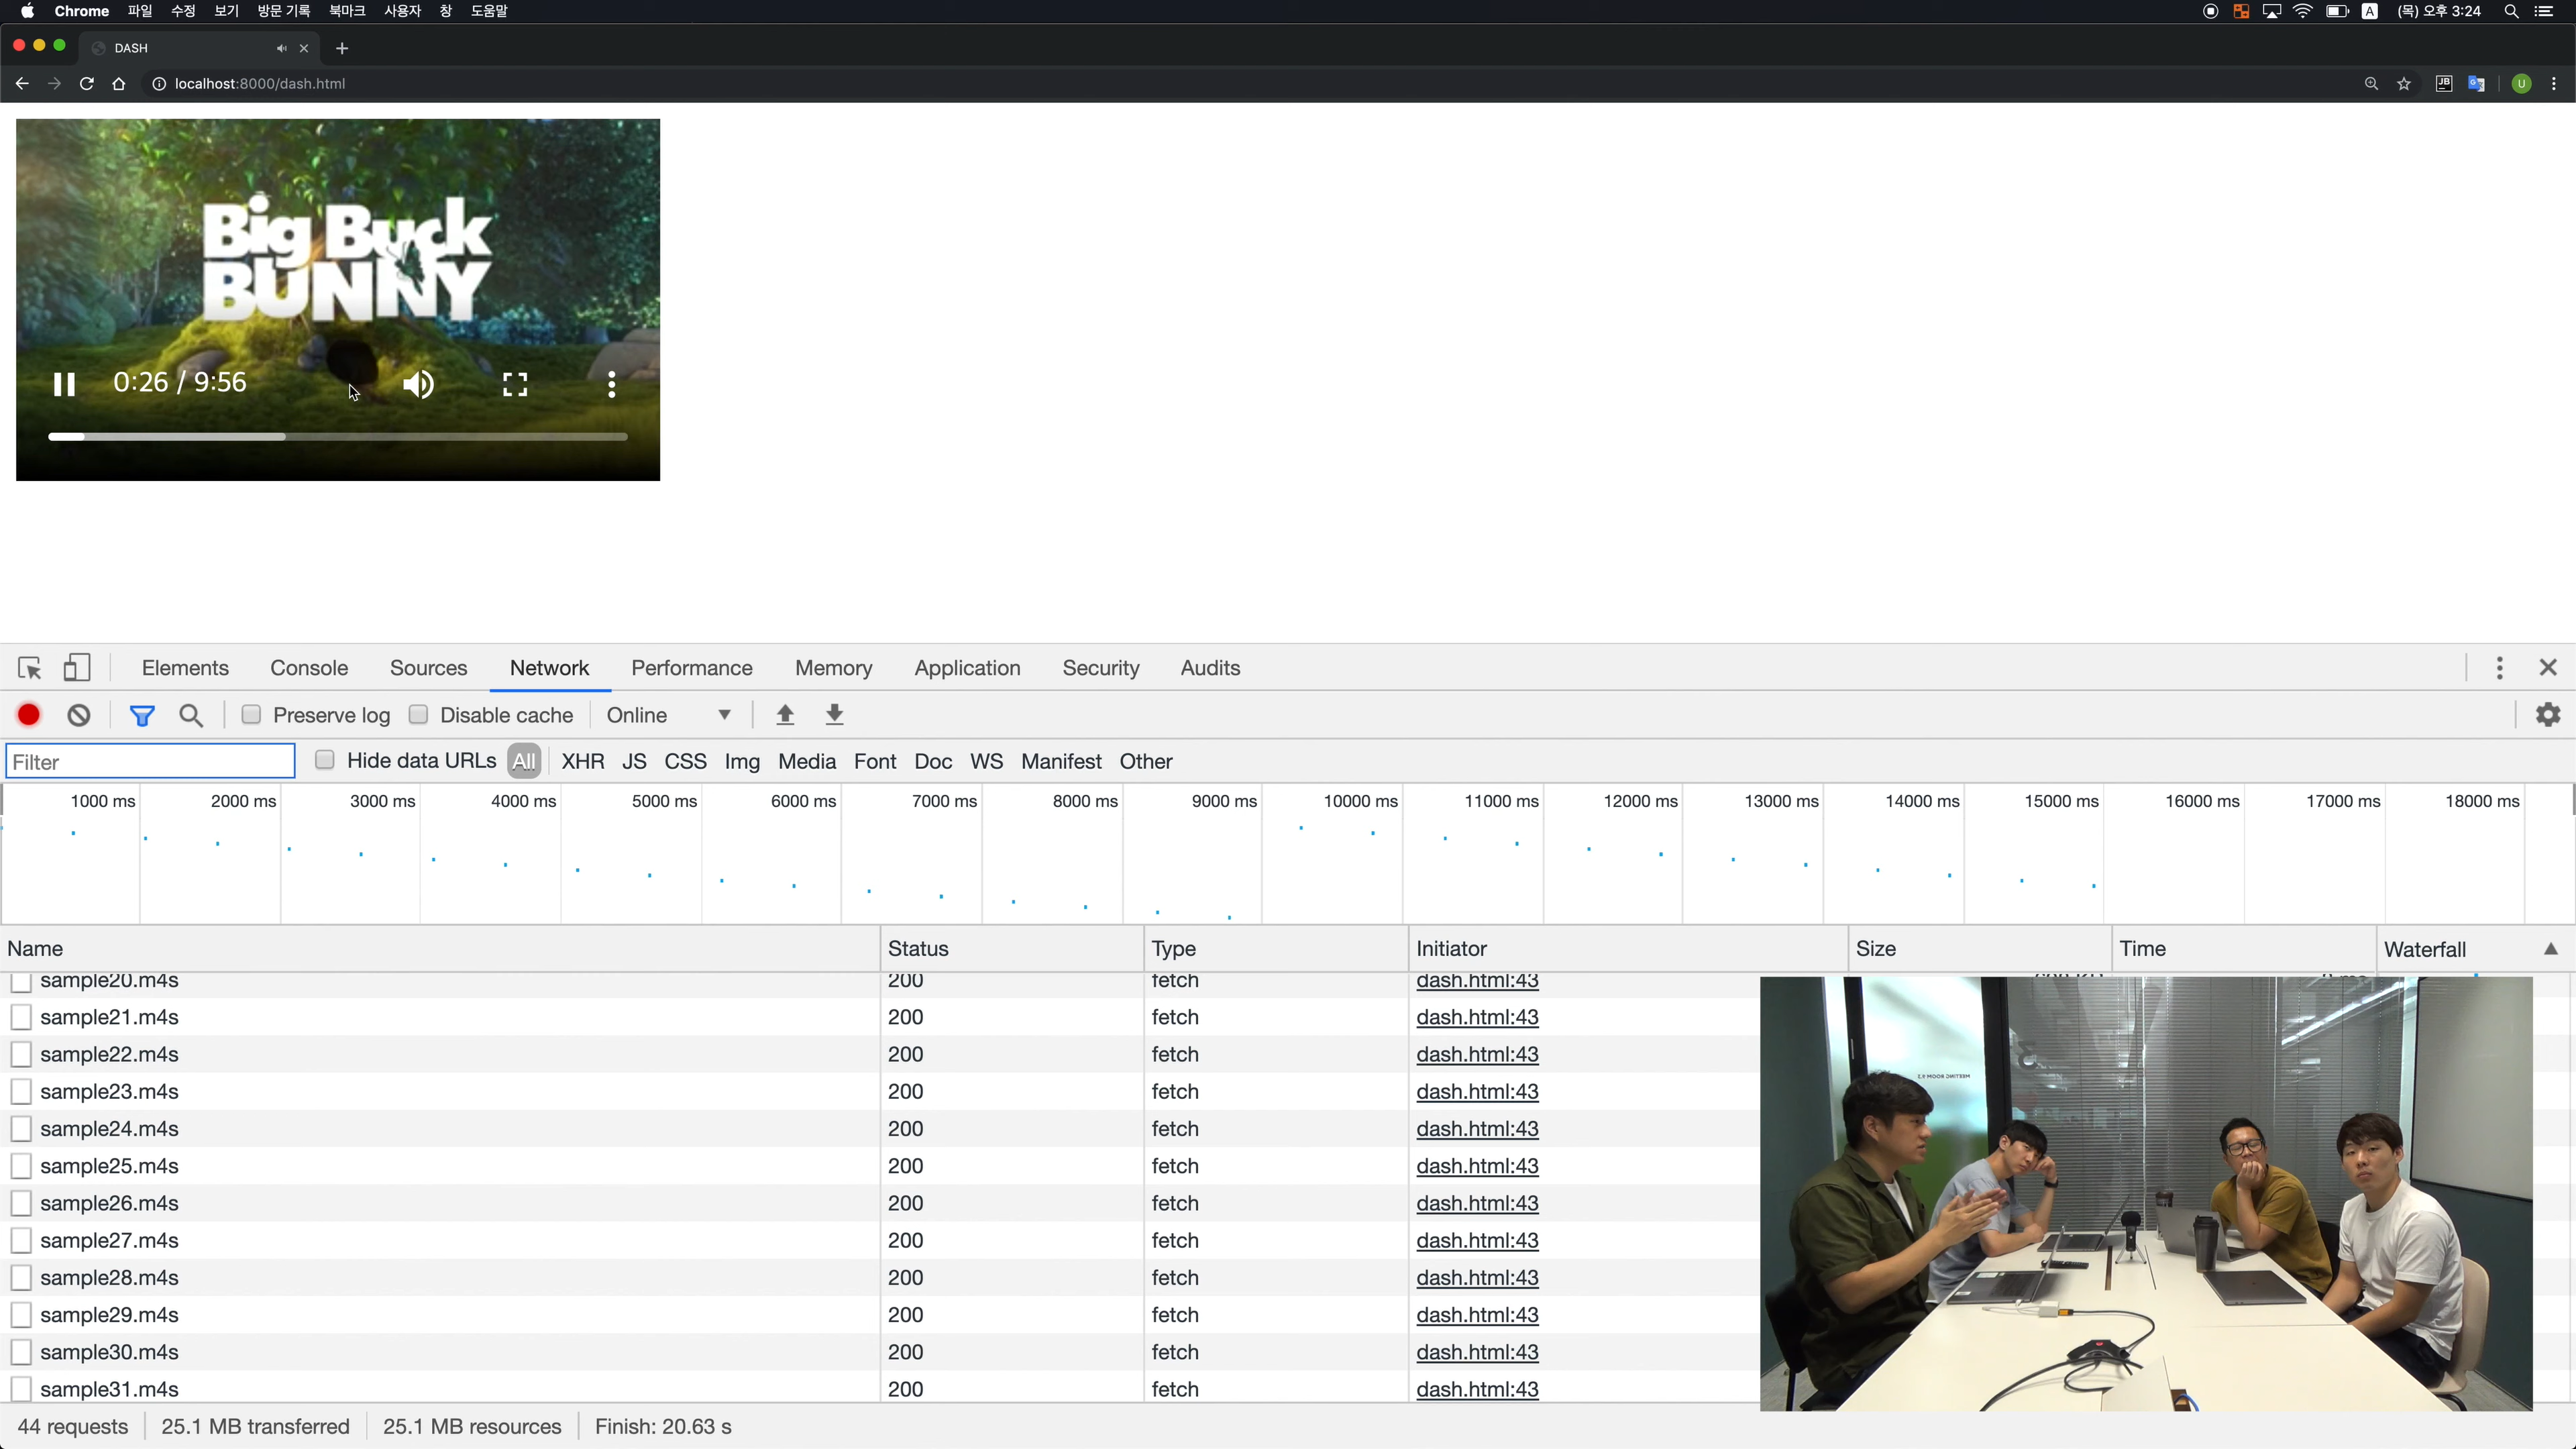 Chrome 파일 수정 보기 방문 기록 북마크 사용자 창 도움말 A (목) 오후 3:24
DASH
localhost:8000/dash.html JB U
Big Buck
BUNNY
0:26 / 9:56
Elements Console Sources Network Performance Memory Application Security Audits
Preserve log Disable cache Online
Filter Hide data URLs All XHR JS CSS Img Media Font Doc WS Manifest Other
1000 ms 2000 ms 3000 ms 4000 ms 5000 ms 6000 ms 7000 ms 8000 ms 9000 ms 10000 ms 11000 ms 12000 ms 13000 ms 14000 ms 15000 ms 16000 ms 17000 ms 18000 ms
Name Status Type Initiator Size Time Waterfall
sample20.m4s 200 fetch dash.html:43
sample21.m4s 200 fetch dash.html:43
sample22.m4s 200 fetch dash.html:43
sample23.m4s 200 fetch dash.html:43
sample24.m4s 200 fetch dash.html:43
sample25.m4s 200 fetch dash.html:43
sample26.m4s 200 fetch dash.html:43
sample27.m4s 200 fetch dash.html:43
sample28.m4s 200 fetch dash.html:43
sample29.m4s 200 fetch dash.html:43
sample30.m4s 200 fetch dash.html:43
sample31.m4s 200 fetch dash.html:43
MEETING ROOM
44 requests 25.1 MB transferred 25.1 MB resources Finish: 20.63 s